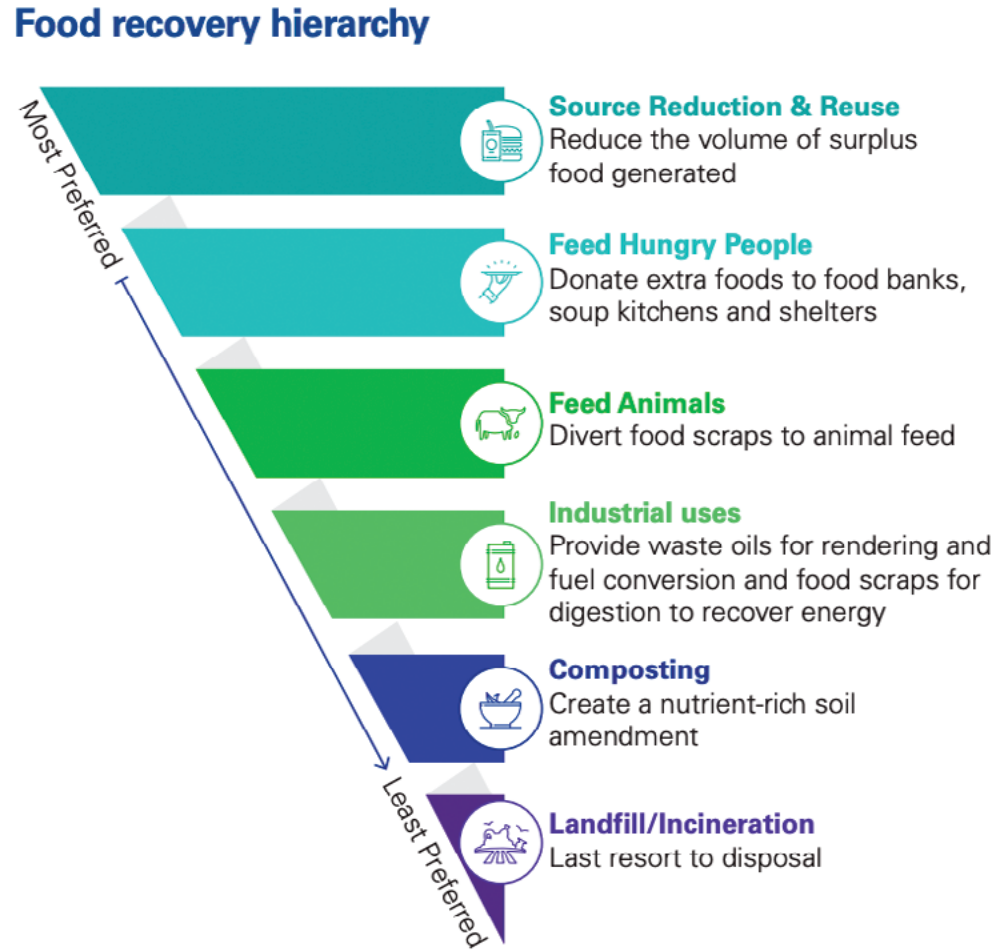 Food recovery hierarchy
Most Preferred
Source Reduction & Reuse
Reduce the volume of surplus
food generated
Feed Hungry People
Donate extra foods to food banks,
soup kitchens and shelters
Feed Animals
Divert food scraps to animal feed
Industrial uses
Provide waste oils for rendering and
fuel conversion and food scraps for
digestion to recover energy
Composting
Create a nutrient-rich soil
amendment
Least Preferred
Landfill/Incineration
Last resort to disposal